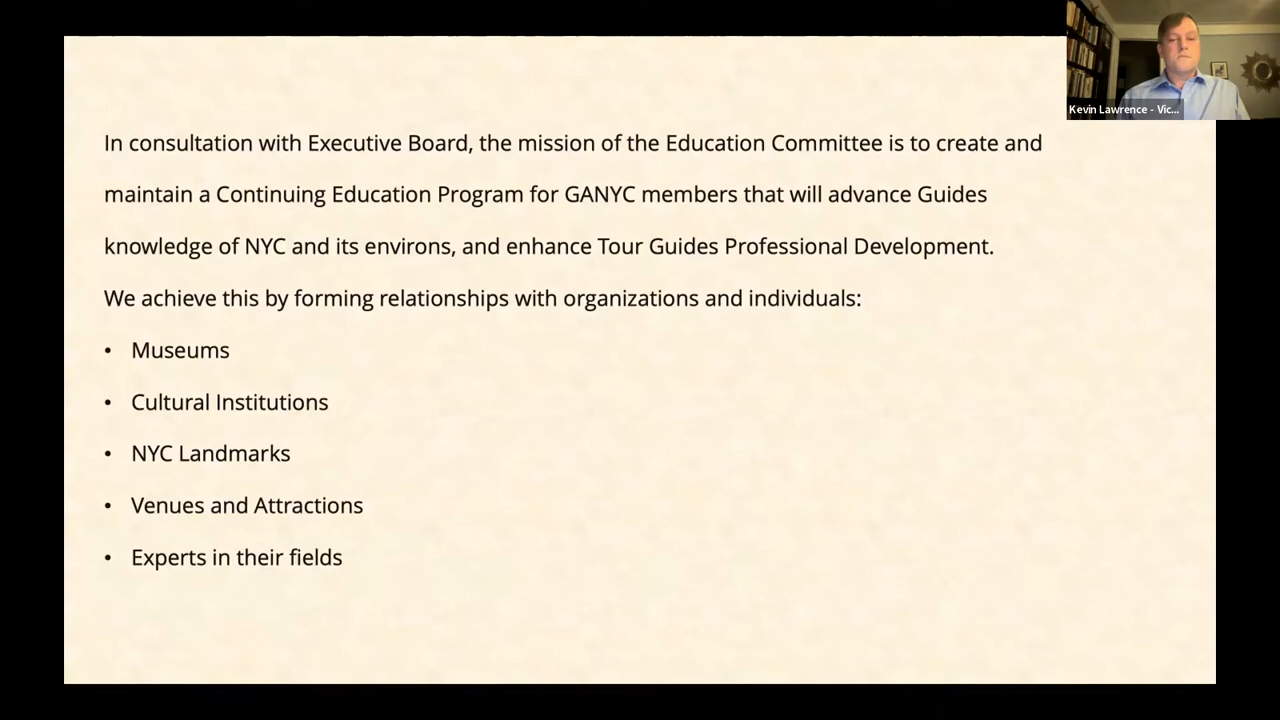 Kevin Lawrence - Vic...
In consultation with Executive Board, the mission of the Education Committee is to create and
maintain a Continuing Education Program for GANYC members that will advance Guides
knowledge of NYC and its environs, and enhance Tour Guides Professional Development.
We achieve this by forming relationships with organizations and individuals:
• Museums
• Cultural Institutions
• NYC Landmarks
• Venues and Attractions
• Experts in their fields